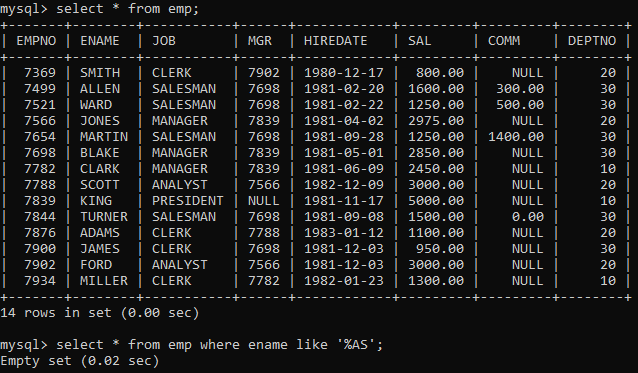 mysql> select * from emp;
+-------+--------+-----------+------+------------+---------+---------+--------+
| EMPNO | ENAME  | JOB       | MGR  | HIREDATE   | SAL     | COMM    | DEPTNO |
+-------+--------+-----------+------+------------+---------+---------+--------+
|  7369 | SMITH  | CLERK     | 7902 | 1980-12-17 |  800.00 |    NULL |     20 |
|  7499 | ALLEN  | SALESMAN  | 7698 | 1981-02-20 | 1600.00 |  300.00 |     30 |
|  7521 | WARD   | SALESMAN  | 7698 | 1981-02-22 | 1250.00 |  500.00 |     30 |
|  7566 | JONES  | MANAGER   | 7839 | 1981-04-02 | 2975.00 |    NULL |     20 |
|  7654 | MARTIN | SALESMAN  | 7698 | 1981-09-28 | 1250.00 | 1400.00 |     30 |
|  7698 | BLAKE  | MANAGER   | 7839 | 1981-05-01 | 2850.00 |    NULL |     30 |
|  7782 | CLARK  | MANAGER   | 7839 | 1981-06-09 | 2450.00 |    NULL |     10 |
|  7788 | SCOTT  | ANALYST   | 7566 | 1982-12-09 | 3000.00 |    NULL |     20 |
|  7839 | KING   | PRESIDENT | NULL | 1981-11-17 | 5000.00 |    NULL |     10 |
|  7844 | TURNER | SALESMAN  | 7698 | 1981-09-08 | 1500.00 |    0.00 |     30 |
|  7876 | ADAMS  | CLERK     | 7788 | 1983-01-12 | 1100.00 |    NULL |     20 |
|  7900 | JAMES  | CLERK     | 7698 | 1981-12-03 |  950.00 |    NULL |     30 |
|  7902 | FORD   | ANALYST   | 7566 | 1981-12-03 | 3000.00 |    NULL |     20 |
|  7934 | MILLER | CLERK     | 7782 | 1982-01-23 | 1300.00 |    NULL |     10 |
+-------+--------+-----------+------+------------+---------+---------+--------+
14 rows in set (0.00 sec)
mysql> select * from emp where ename like '%AS';
Empty set (0.02 sec)